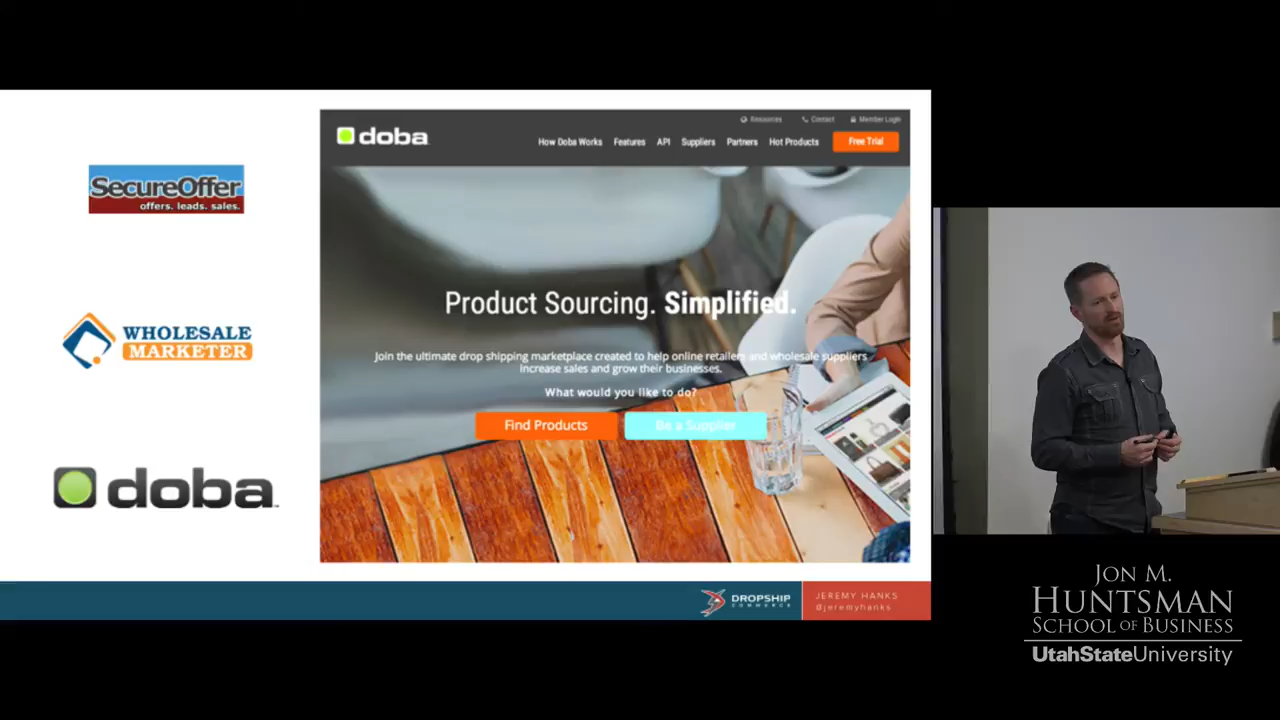 SecureOffer
offers. leads. sales.
WHOLESALE
MARKETER
doba
doba
Resources
Contact
Member Login
How Doba Works
Features
API
Suppliers
Partners
Hot Products
Free Trial
Product Sourcing. Simplified.
Join the ultimate drop shipping marketplace created to help online retailers and wholesale suppliers
increase sales and grow their businesses.
What would you like to do?
Find Products
Be a Supplier
DROPSHIP
COMMERCE
JEREMY HANKS
@jeremyhanks
JON M.
HUNTSMAN
SCHOOL OF BUSINESS
UtahStateUniversity